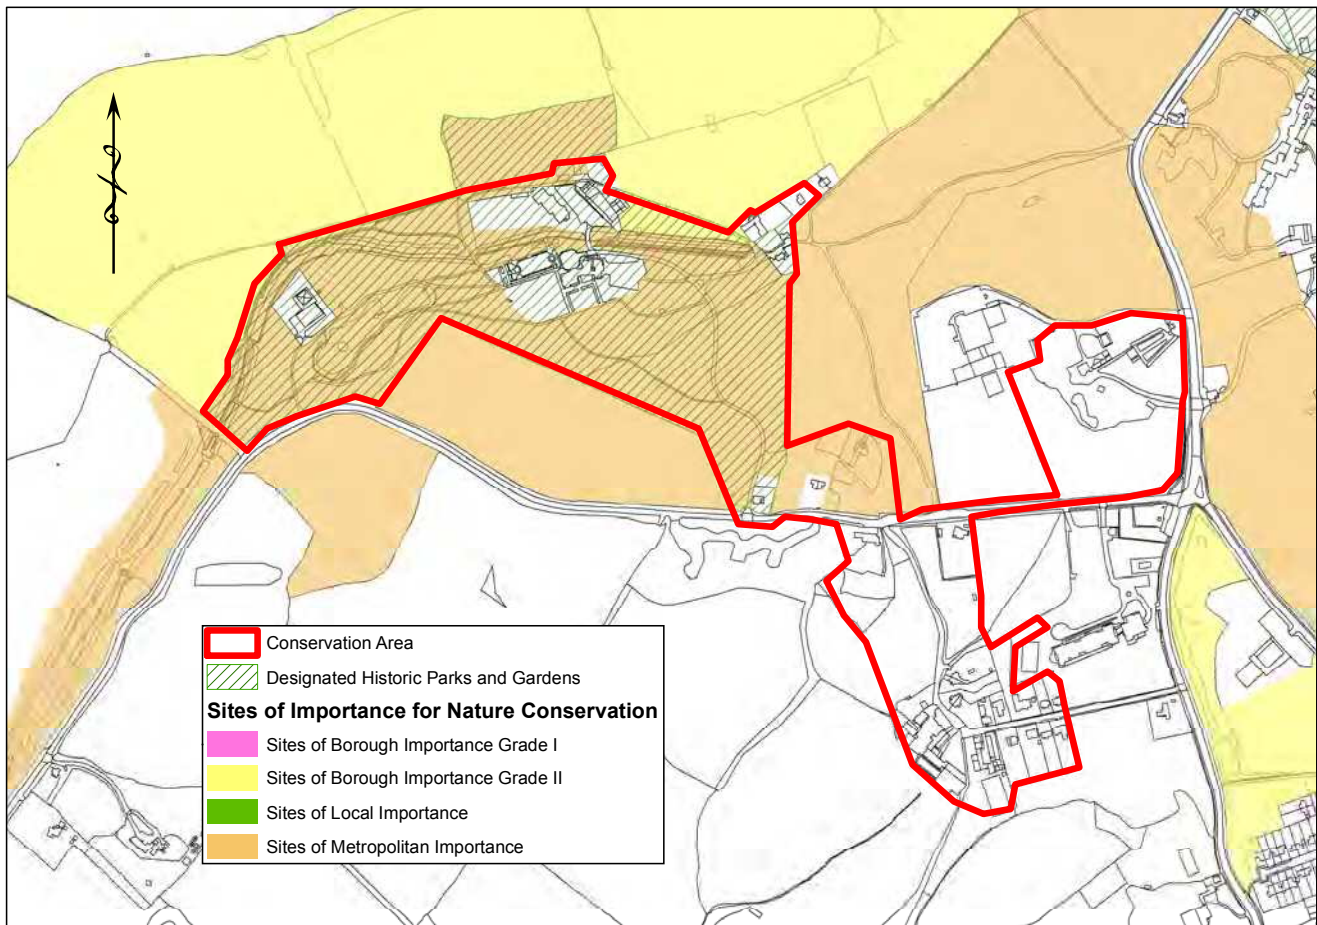 Conservation Area
Designated Historic Parks and Gardens
Sites of Importance for Nature Conservation
Sites of Borough Importance Grade I
Sites of Borough Importance Grade II
Sites of Local Importance
Sites of Metropolitan Importance